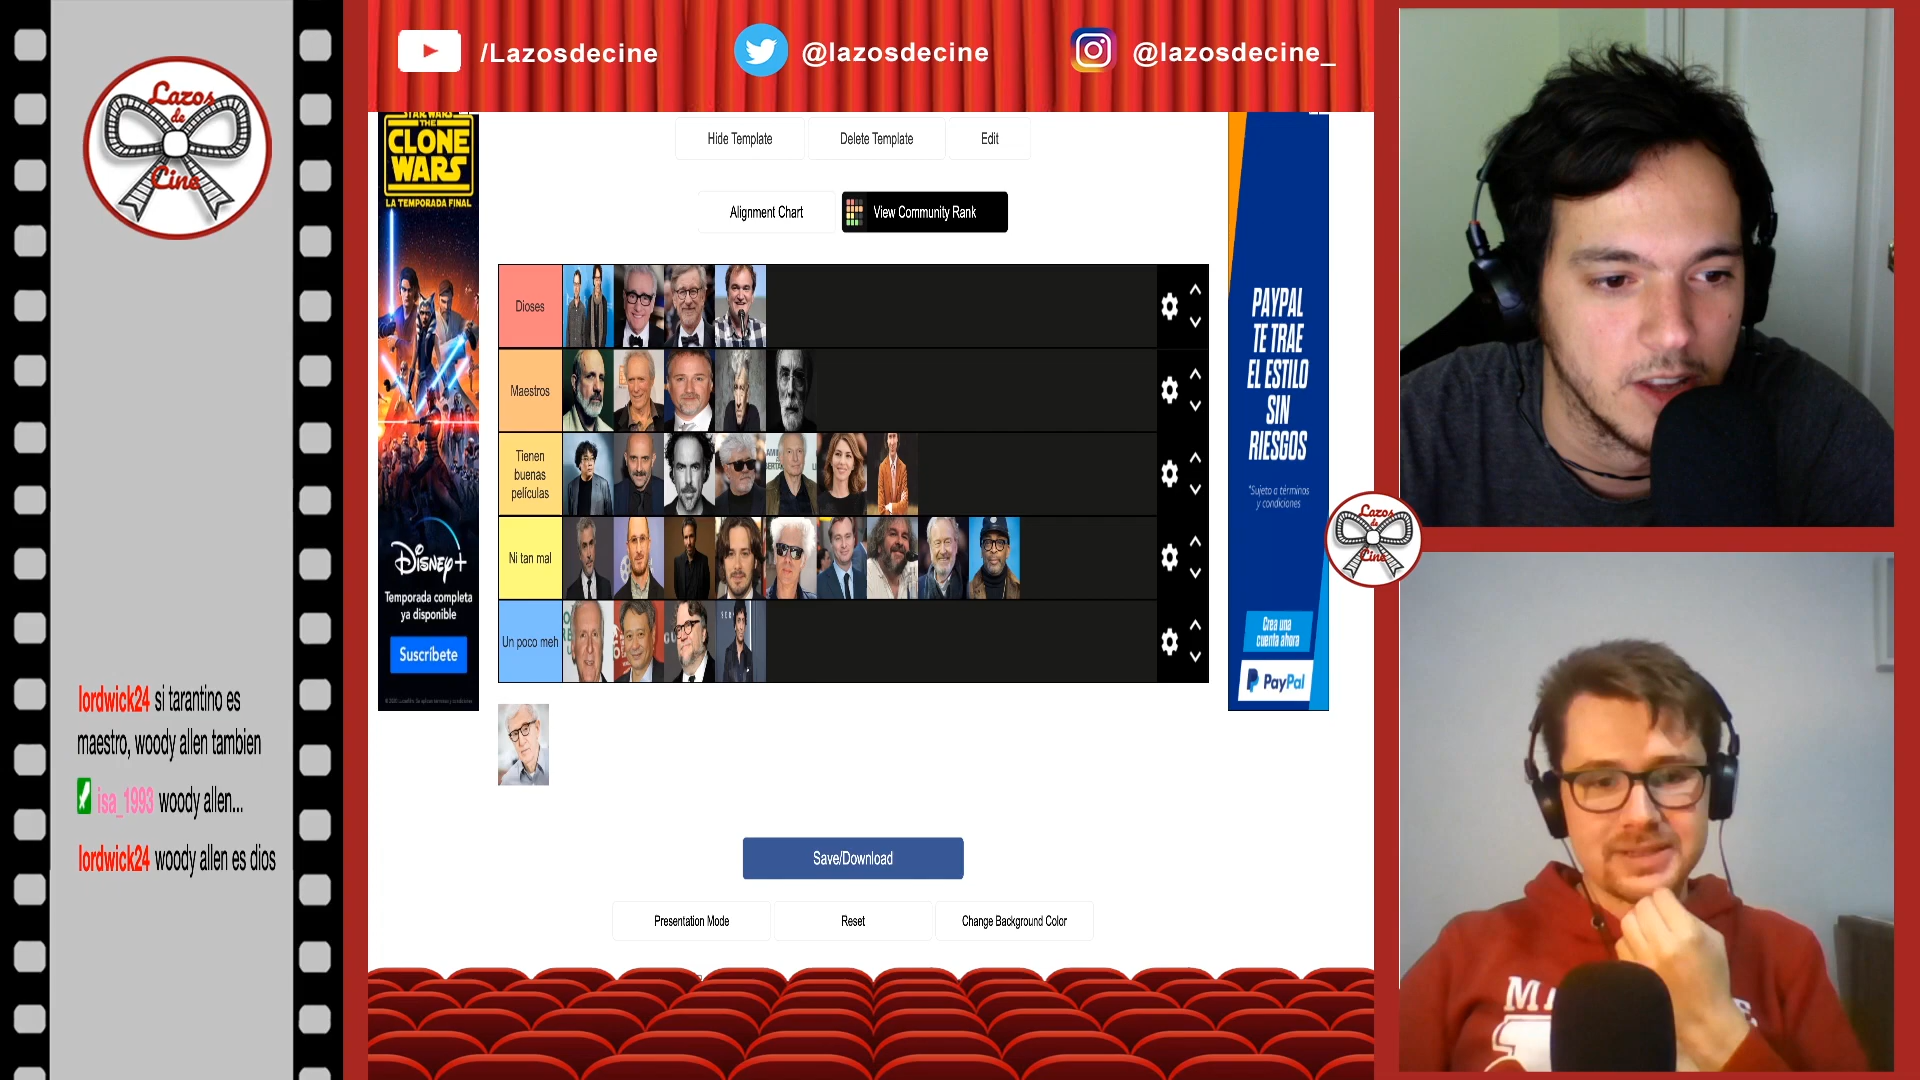 Lazos
de
Cine
/Lazosdecine
@lazosdecine
@lazosdecine_
STAR WARS
THE
CLONE
WARS
LA TEMPORADA FINAL
Disney+
Temporada completa
ya disponible
Suscríbete
Hide Template
Delete Template
Edit
Alignment Chart
View Community Rank
Dioses
Maestros
Tienen
buenas
películas
Ni tan mal
Un poco meh
Save/Download
Presentation Mode
Reset
Change Background Color
PAYPAL
TE TRAE
EL ESTILO
SIN
RIESGOS
*Sujeto a términos
y condiciones
Crea una
cuenta ahora
PayPal
Lazos
de
Cine
lordwick24 si tarantino es
maestro, woody allen tambien
isa_1993 woody allen...
lordwick24 woody allen es dios